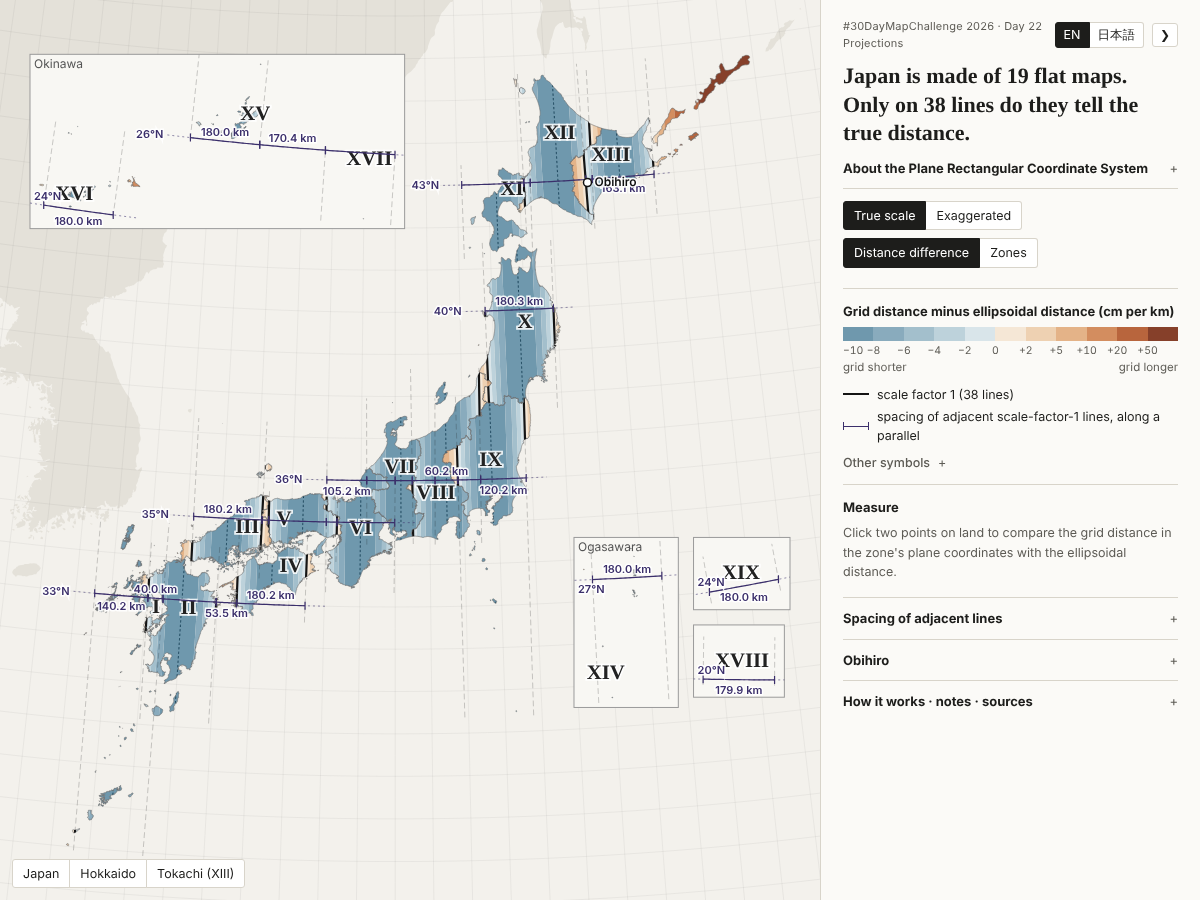 Okinawa
XV
26°N
180.0 km
170.4 km
XVII
24°N
XVI
180.0 km
XII
XIII
43°N
XI
Obihiro
163.1 km
40°N
180.3 km
X
VII
IX
36°N
60.2 km
105.2 km
VIII
120.2 km
35°N
180.2 km
III
V
VI
IV
33°N
40.0 km
140.2 km
I
II
53.5 km
180.2 km
Ogasawara
180.0 km
27°N
XIV
XIX
24°N
180.0 km
XVIII
20°N
179.9 km
Japan
Hokkaido
Tokachi (XIII)
#30DayMapChallenge 2026 · Day 22
Projections
EN
日本語
❯
Japan is made of 19 flat maps.
Only on 38 lines do they tell the
true distance.
About the Plane Rectangular Coordinate System +
True scale
Exaggerated
Distance difference
Zones
Grid distance minus ellipsoidal distance (cm per km)
−10 −8 −6 −4 −2 0 +2 +5 +10 +20 +50
grid shorter
grid longer
scale factor 1 (38 lines)
spacing of adjacent scale-factor-1 lines, along a
parallel
Other symbols +
Measure
Click two points on land to compare the grid distance in
the zone's plane coordinates with the ellipsoidal
distance.
Spacing of adjacent lines +
Obihiro +
How it works · notes · sources +